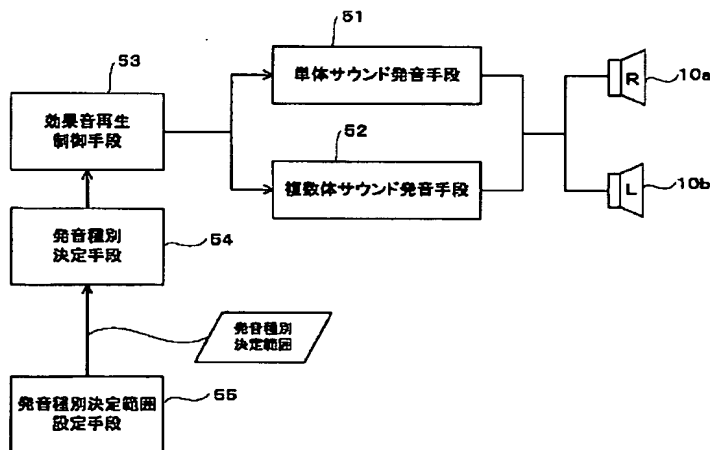 51
単体サウンド発音手段
53
効果音再生
制御手段
52
複数体サウンド発音手段
R
10a
L
10b
発音種別
決定手段
54
発音種別
決定範囲
発音種別決定範囲
設定手段
55